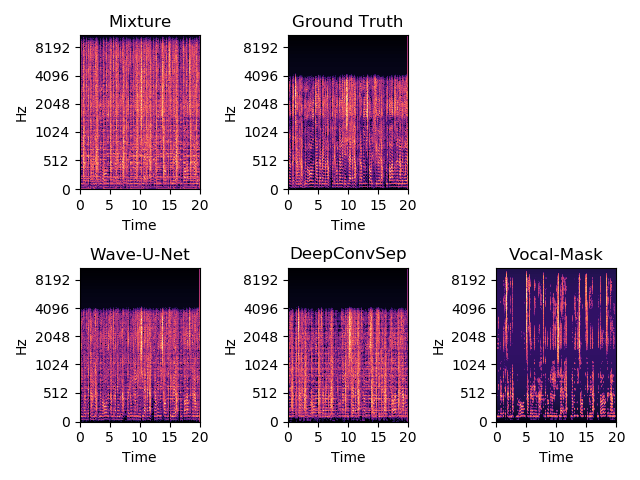 Mixture
Hz
8192
4096
2048
1024
512
0
0 5 10 15 20
Time
Ground Truth
Hz
8192
4096
2048
1024
512
0
0 5 10 15 20
Time
Wave-U-Net
Hz
8192
4096
2048
1024
512
0
0 5 10 15 20
Time
DeepConvSep
Hz
8192
4096
2048
1024
512
0
0 5 10 15 20
Time
Vocal-Mask
Hz
8192
4096
2048
1024
512
0
0 5 10 15 20
Time